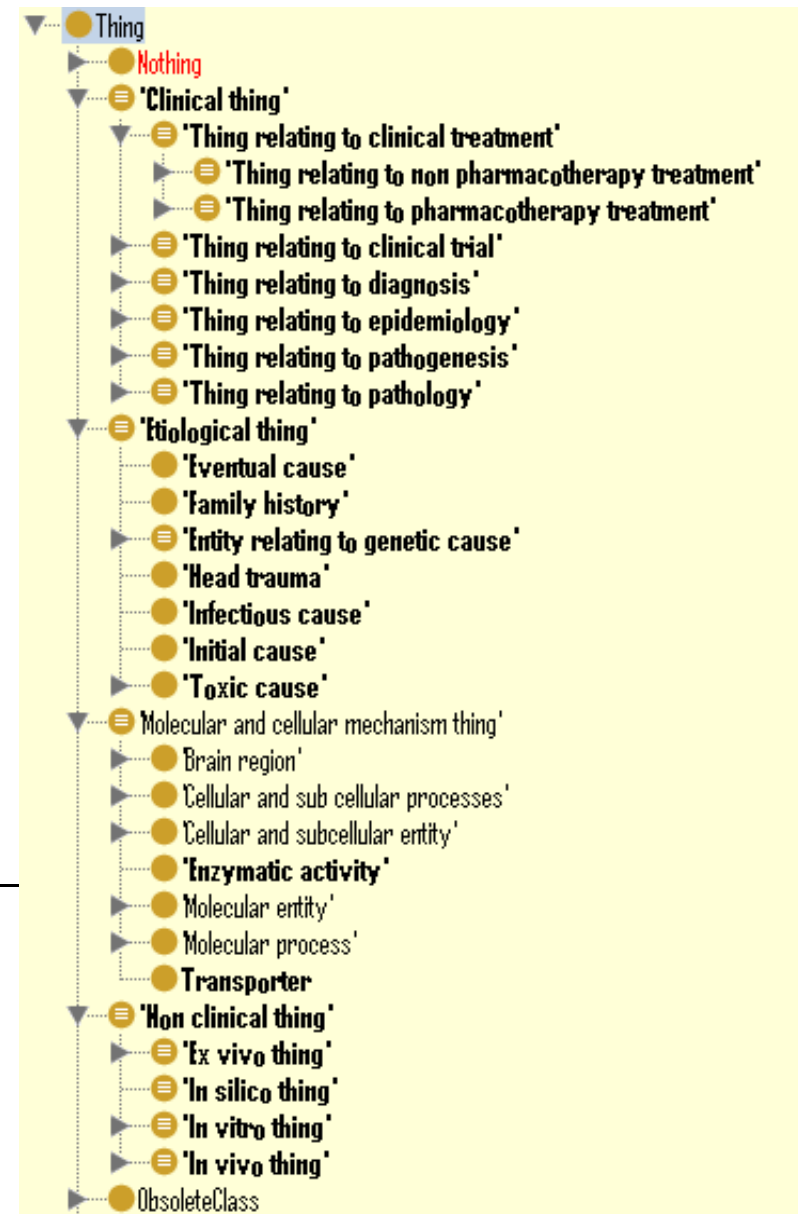 Thing
Nothing
'Clinical thing'
'Thing relating to clinical treatment'
'Thing relating to non pharmacotherapy treatment'
'Thing relating to pharmacotherapy treatment'
'Thing relating to clinical trial'
'Thing relating to diagnosis'
'Thing relating to epidemiology'
'Thing relating to pathogenesis'
'Thing relating to pathology'
'Etiological thing'
'Eventual cause'
'Family history'
'Entity relating to genetic cause'
'Head trauma'
'Infectious cause'
'Initial cause'
'Toxic cause'
'Molecular and cellular mechanism thing'
'Brain region'
'Cellular and sub cellular processes'
'Cellular and subcellular entity'
'Enzymatic activity'
'Molecular entity'
'Molecular process'
Transporter
'Non clinical thing'
'Ex vivo thing'
'In silico thing'
'In vitro thing'
'In vivo thing'
ObsoleteClass